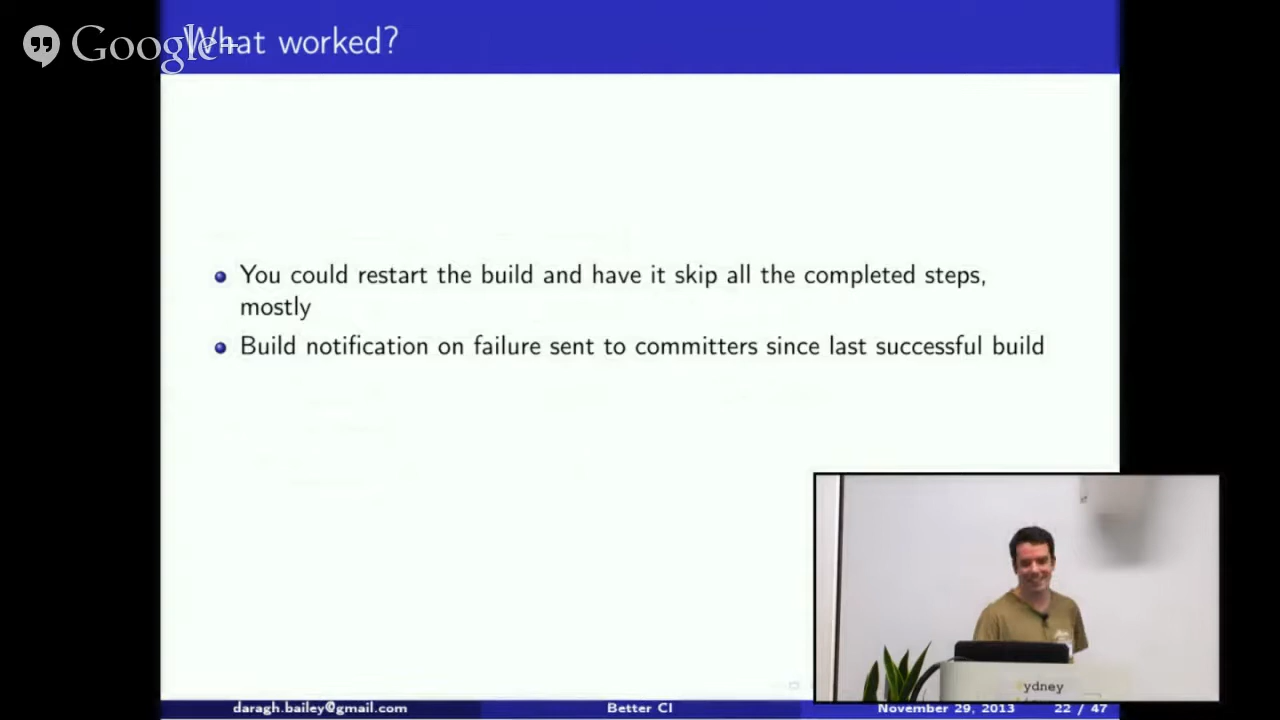 Google+
What worked?
You could restart the build and have it skip all the completed steps,
mostly
Build notification on failure sent to committers since last successful build
ydney
daragh.bailey@gmail.com
Better CI
November 29, 2013
22 / 47